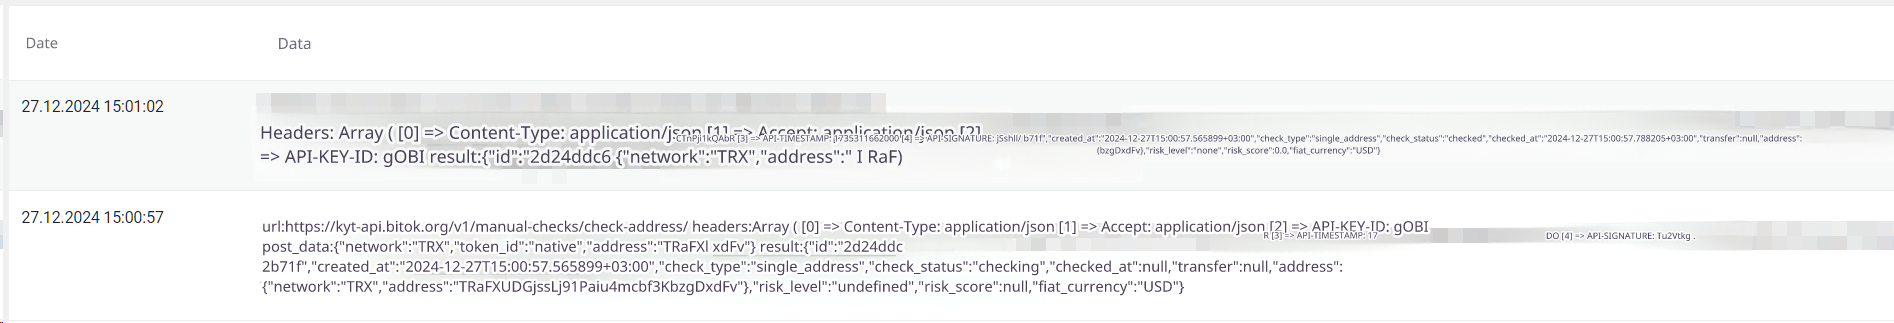 Date Data
27.12.2024 15:01:02
Headers: Array ( [0] => Content-Type: application/json [1] => Accept: application/json [2]
[3] => API-TIMESTAMP: [4] => API-SIGNATURE: b71f","created_at":"2024-12-27T15:00:57.565899+03:00","check_type":"single_address","check_status":"checked","checked_at":"2024-12-27T15:00:57.788205+03:00","transfer":null,"address":
=> API-KEY-ID: gOBI result:{"id":"2d24ddc6 {"network":"TRX","address":" I RaF)
(bzgDxdFv},"risk_level":"none","risk_score":0.0,"fiat_currency":"USD"}
27.12.2024 15:00:57
url:https://kyt-api.bitok.org/v1/manual-checks/check-address/ headers:Array ( [0] => Content-Type: application/json [1] => Accept: application/json [2] => API-KEY-ID: gOBI
R [3] => API-TIMESTAMP: 17 DO [4] => API-SIGNATURE: Tu2Vtkg .
post_data:{"network":"TRX","token_id":"native","address":"TRaFXl xdFv"} result:{"id":"2d24ddc
2b71f","created_at":"2024-12-27T15:00:57.565899+03:00","check_type":"single_address","check_status":"checking","checked_at":null,"transfer":null,"address":
{"network":"TRX","address":"TRaFXUDGjssLj91Paiu4mcbf3KbzgDxdFv"},"risk_level":"undefined","risk_score":null,"fiat_currency":"USD"}